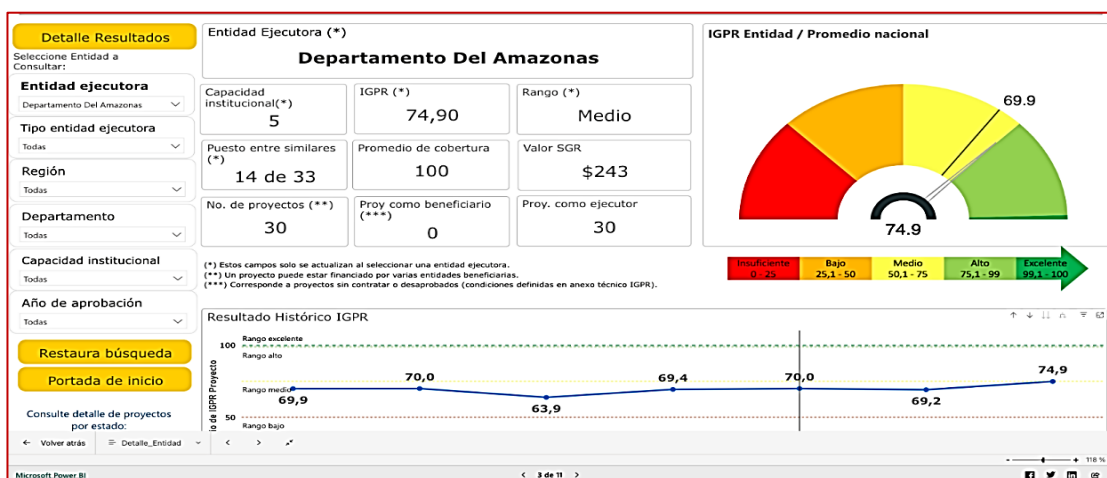 Detalle Resultados
Seleccione Entidad a
Consultar:
Entidad ejecutora
Departamento Del Amazonas
Tipo entidad ejecutora
Todas
Región
Todas
Departamento
Todas
Capacidad institucional
Todas
Año de aprobación
Todas
Restaura búsqueda
Portada de inicio
Consulte detalle de proyectos
por estado:
Entidad Ejecutora (*)
Departamento Del Amazonas
Capacidad
institucional(*)
5
IGPR (*)
74,90
Rango (*)
Medio
Puesto entre similares
(*)
14 de 33
Promedio de cobertura
100
Valor SGR
$243
No. de proyectos (**)
30
Proy como beneficiario
(***)
0
Proy. como ejecutor
30
(*) Estos campos solo se actualizan al seleccionar una entidad ejecutora.
(**) Un proyecto puede estar financiado por varias entidades beneficiarias.
(***) Corresponde a proyectos sin contratar o desaprobados (condiciones definidas en anexo técnico IGPR).
IGPR Entidad / Promedio nacional
69.9
74.9
Insuficiente
0 - 25
Bajo
25,1 - 50
Medio
50,1 - 75
Alto
75,1 - 99
Excelente
99,1 - 100
Resultado Histórico IGPR
io de IGPR Proyecto
100
50
Rango excelente
Rango alto
Rango medio
Rango bajo
69,9
70,0
63,9
69,4
70,0
69,2
74,9
Volver atrás
Detalle_Entidad
118 %
Microsoft Power BI
3 de 11